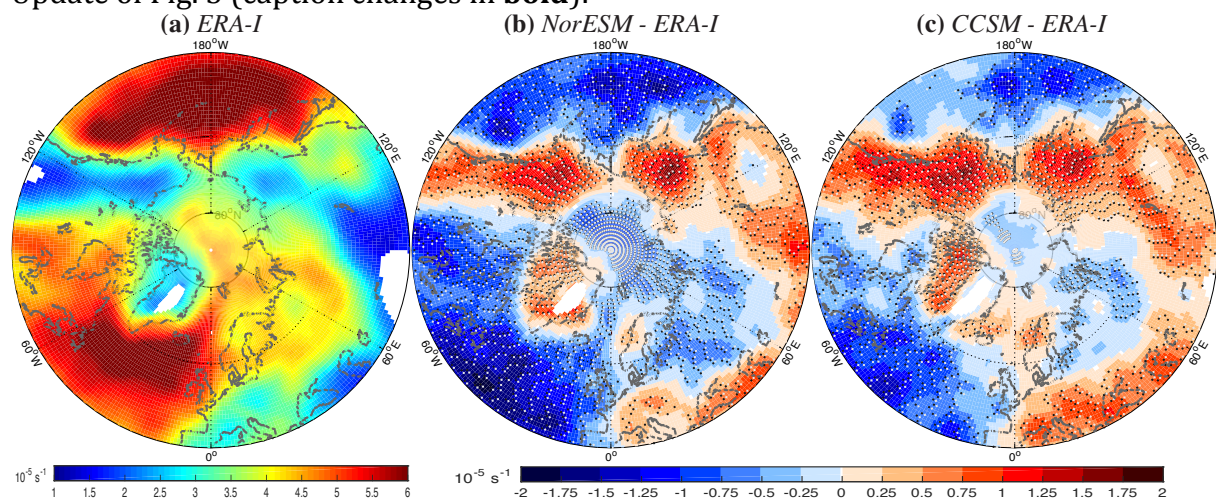 Update of Fig. 3 (caption changes in bold).
(a) ERA-I
(b) NorESM - ERA-I
(c) CCSM - ERA-I
180°W
180°W
180°W
120°W
120°E
120°W
120°E
120°W
120°E
80°N
80°N
80°N
60°W
60°E
60°W
60°E
60°W
60°E
0°
0°
0°
10⁻⁵ s⁻¹
1 1.5 2 2.5 3 3.5 4 4.5 5 5.5 6
10⁻⁵ s⁻¹
-2 -1.75 -1.5 -1.25 -1 -0.75 -0.5 -0.25 0 0.25 0.5 0.75 1 1.25 1.5 1.75 2